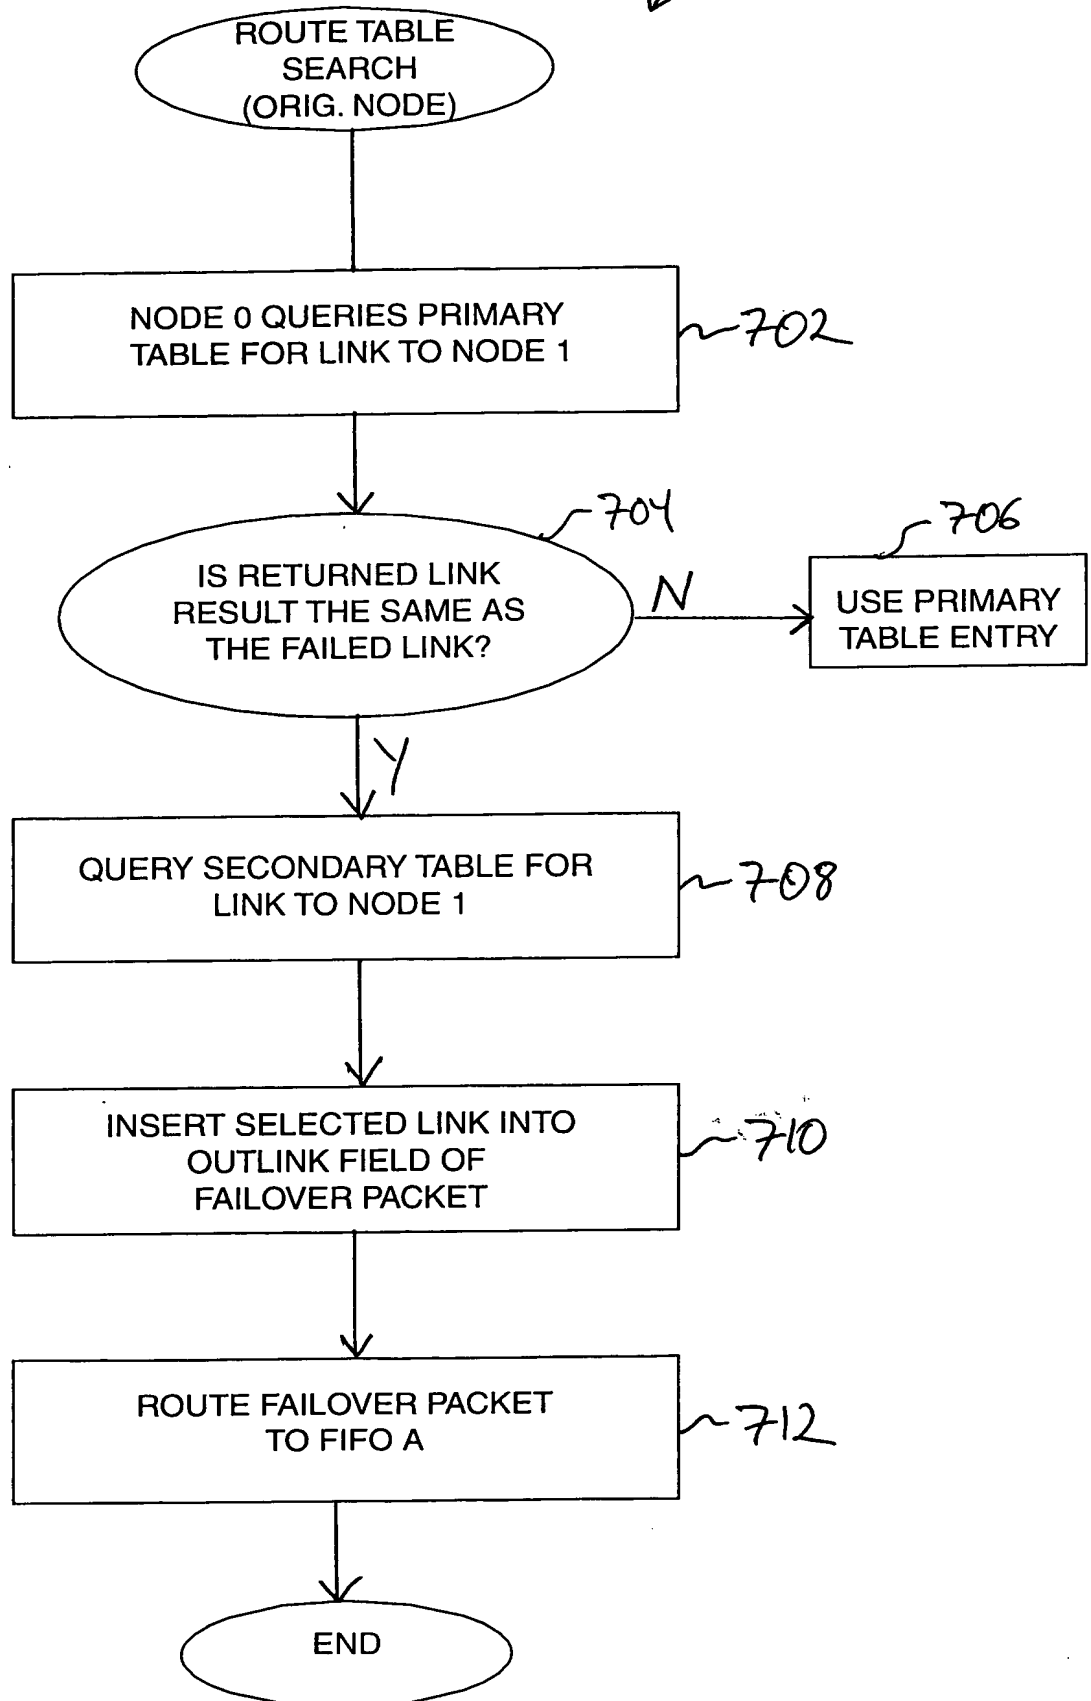 ROUTE TABLE
SEARCH
(ORIG. NODE)
NODE 0 QUERIES PRIMARY
TABLE FOR LINK TO NODE 1
702
IS RETURNED LINK
RESULT THE SAME AS
THE FAILED LINK?
704
N
706
USE PRIMARY
TABLE ENTRY
Y
QUERY SECONDARY TABLE FOR
LINK TO NODE 1
708
INSERT SELECTED LINK INTO
OUTLINK FIELD OF
FAILOVER PACKET
710
ROUTE FAILOVER PACKET
TO FIFO A
712
END